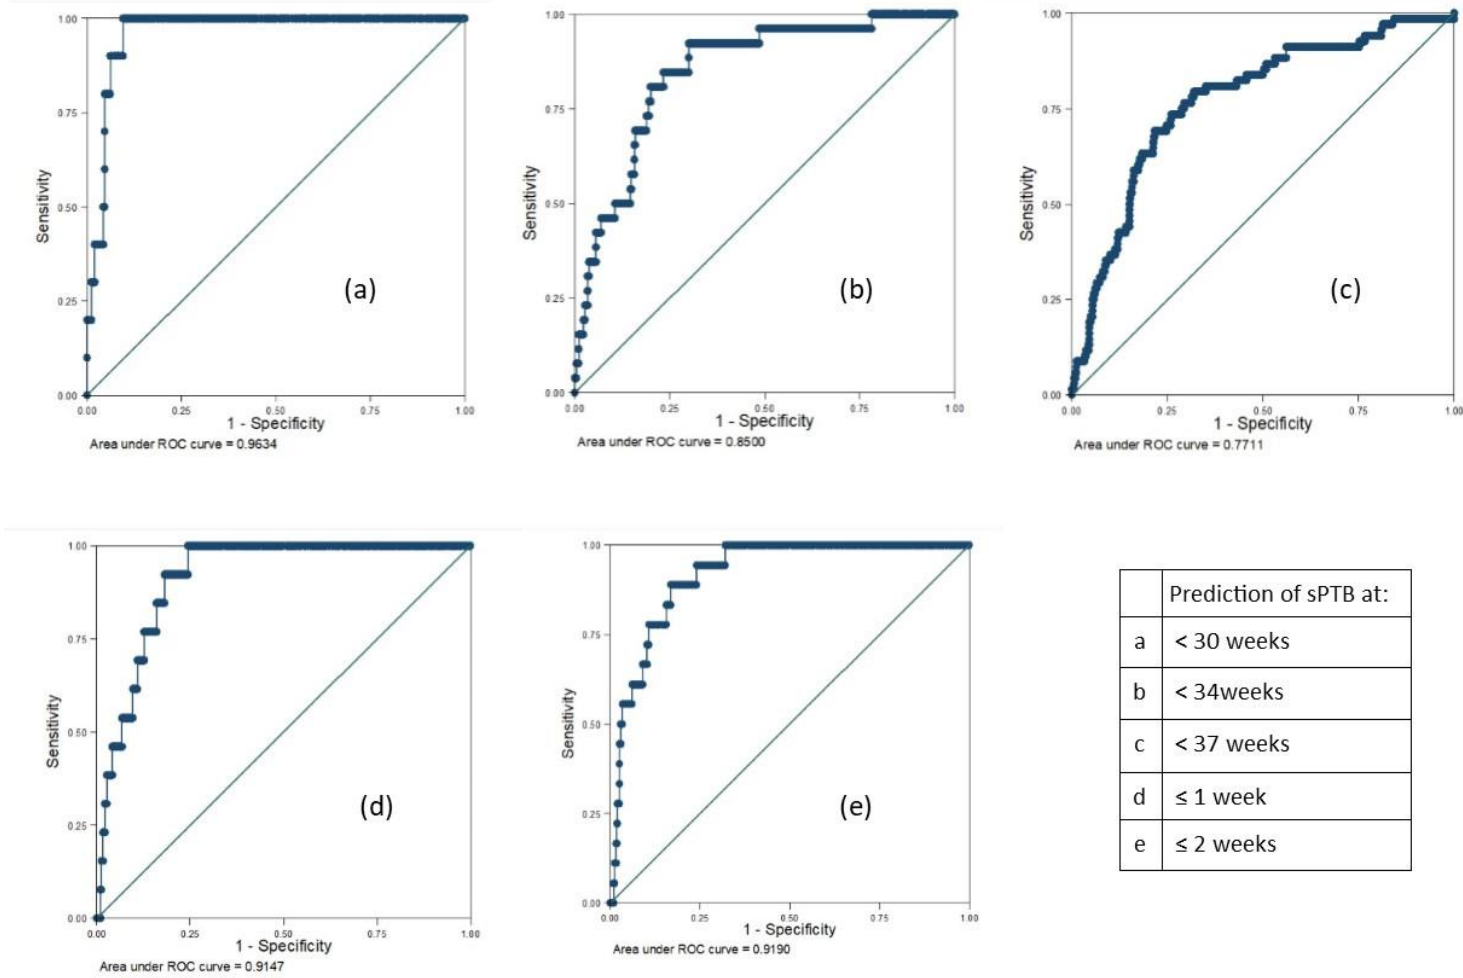 1.00
0.75
0.50
0.25
0.00
Sensitivity
0.00 0.25 0.50 0.75 1.00
1 - Specificity
Area under ROC curve = 0.9634
(a)
1.00
0.75
0.50
0.25
0.00
Sensitivity
0.00 0.25 0.50 0.75 1.00
1 - Specificity
Area under ROC curve = 0.8500
(b)
1.00
0.75
0.50
0.25
0.00
Sensitivity
0.00 0.25 0.50 0.75 1.00
1 - Specificity
Area under ROC curve = 0.7711
(c)
1.00
0.75
0.50
0.25
0.00
Sensitivity
0.00 0.25 0.50 0.75 1.00
1 - Specificity
Area under ROC curve = 0.9147
(d)
1.00
0.75
0.50
0.25
0.00
Sensitivity
0.00 0.25 0.50 0.75 1.00
1 - Specificity
Area under ROC curve = 0.9190
(e)
Prediction of sPTB at:
a < 30 weeks
b < 34weeks
c < 37 weeks
d ≤ 1 week
e ≤ 2 weeks